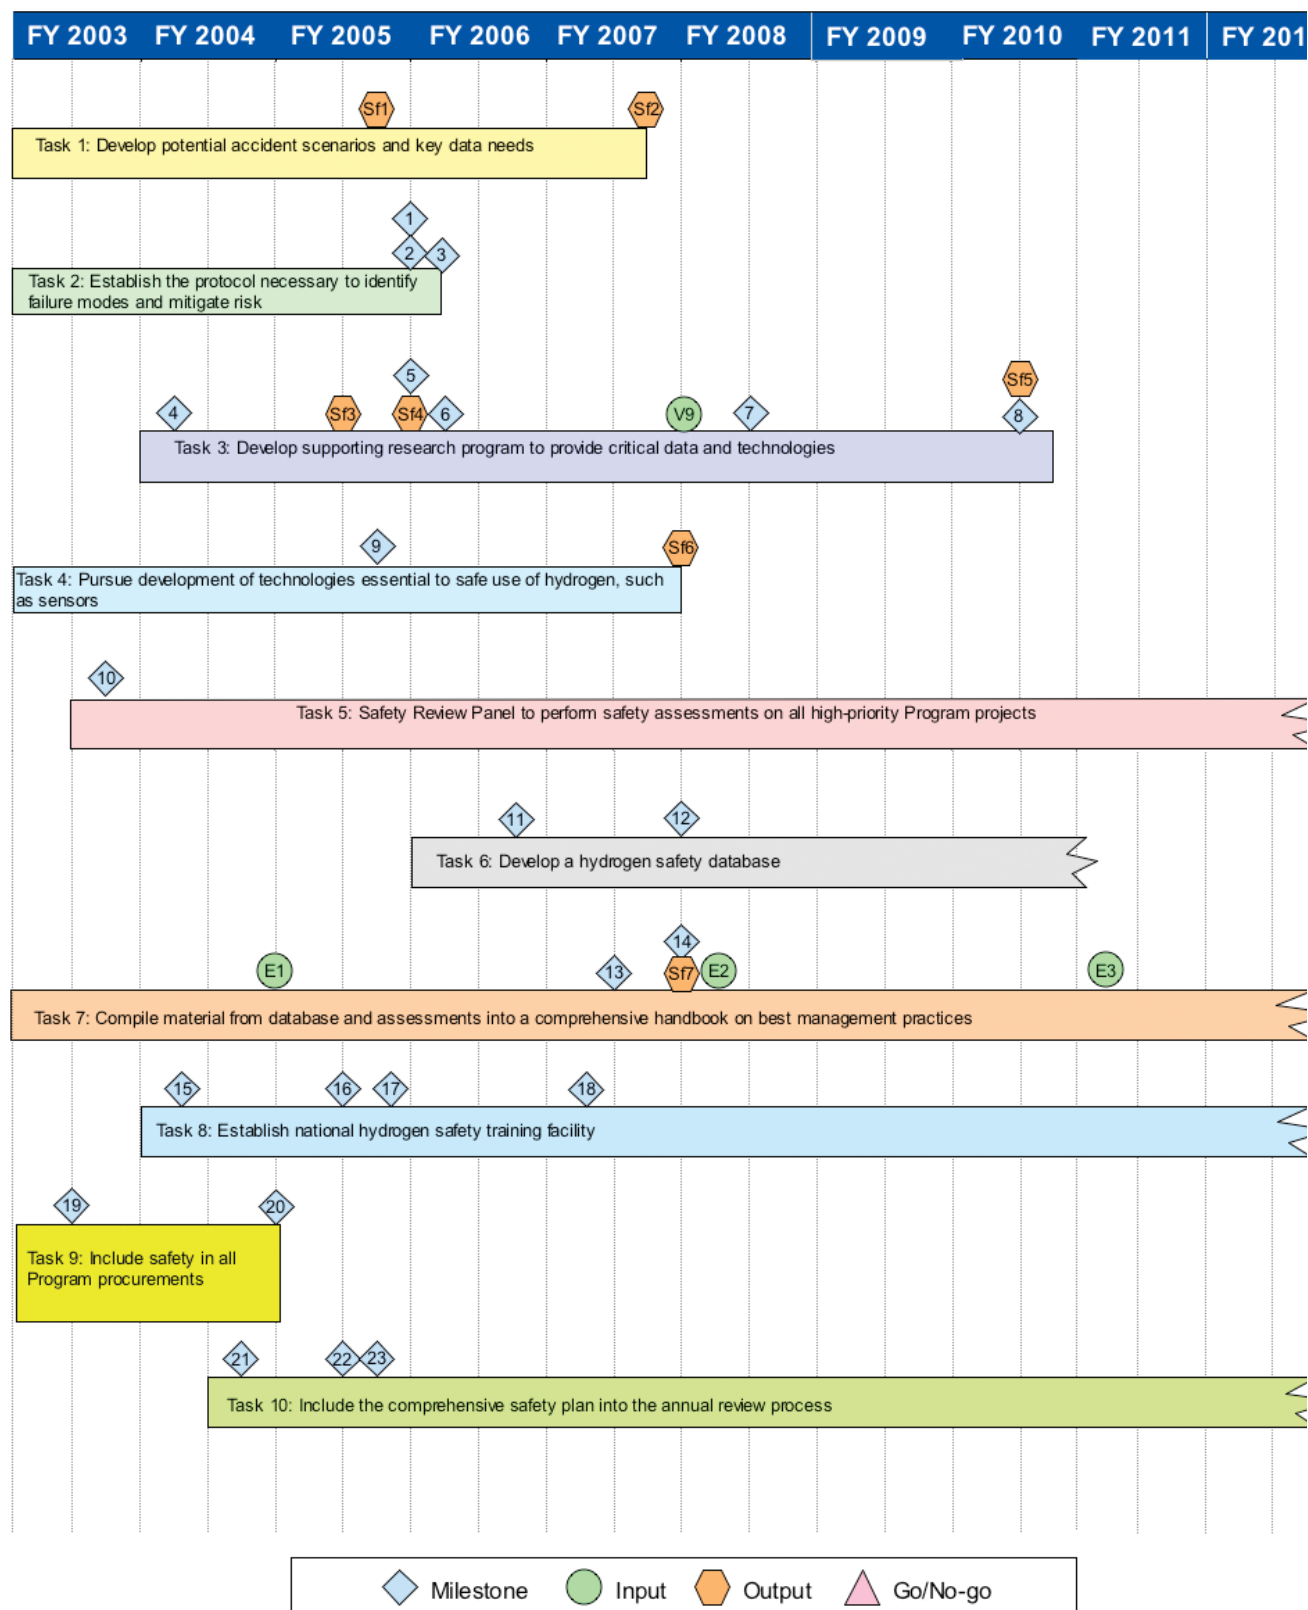 FY 2003 FY 2004 FY 2005 FY 2006 FY 2007 FY 2008 FY 2009 FY 2010 FY 2011 FY 201
Sf1 Sf2
Task 1: Develop potential accident scenarios and key data needs
1
2 3
Task 2: Establish the protocol necessary to identify
failure modes and mitigate risk
5 Sf5
4 Sf3 Sf4 6 V9 7 8
Task 3: Develop supporting research program to provide critical data and technologies
9 Sf6
Task 4: Pursue development of technologies essential to safe use of hydrogen, such
as sensors
10
Task 5: Safety Review Panel to perform safety assessments on all high-priority Program projects
11 12
Task 6: Develop a hydrogen safety database
14
E1 13 Sf7 E2 E3
Task 7: Compile material from database and assessments into a comprehensive handbook on best management practices
15 16 17 18
Task 8: Establish national hydrogen safety training facility
19 20
Task 9: Include safety in all
Program procurements
21 22 23
Task 10: Include the comprehensive safety plan into the annual review process
Milestone Input Output Go/No-go